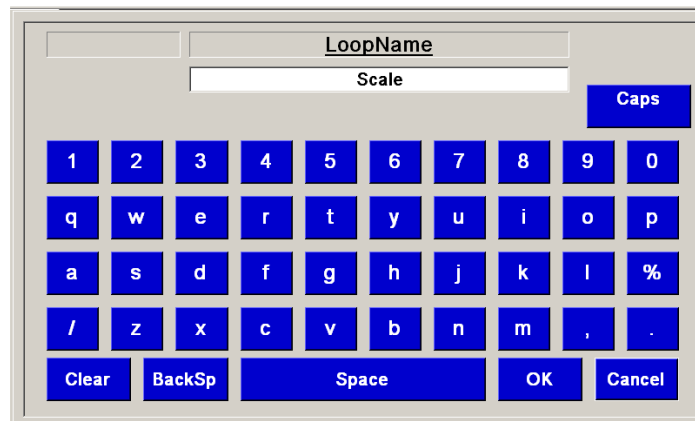 LoopName
Scale
Caps
1 2 3 4 5 6 7 8 9 0
q w e r t y u i o p
a s d f g h j k l %
/ z x c v b n m , .
Clear BackSp Space OK Cancel